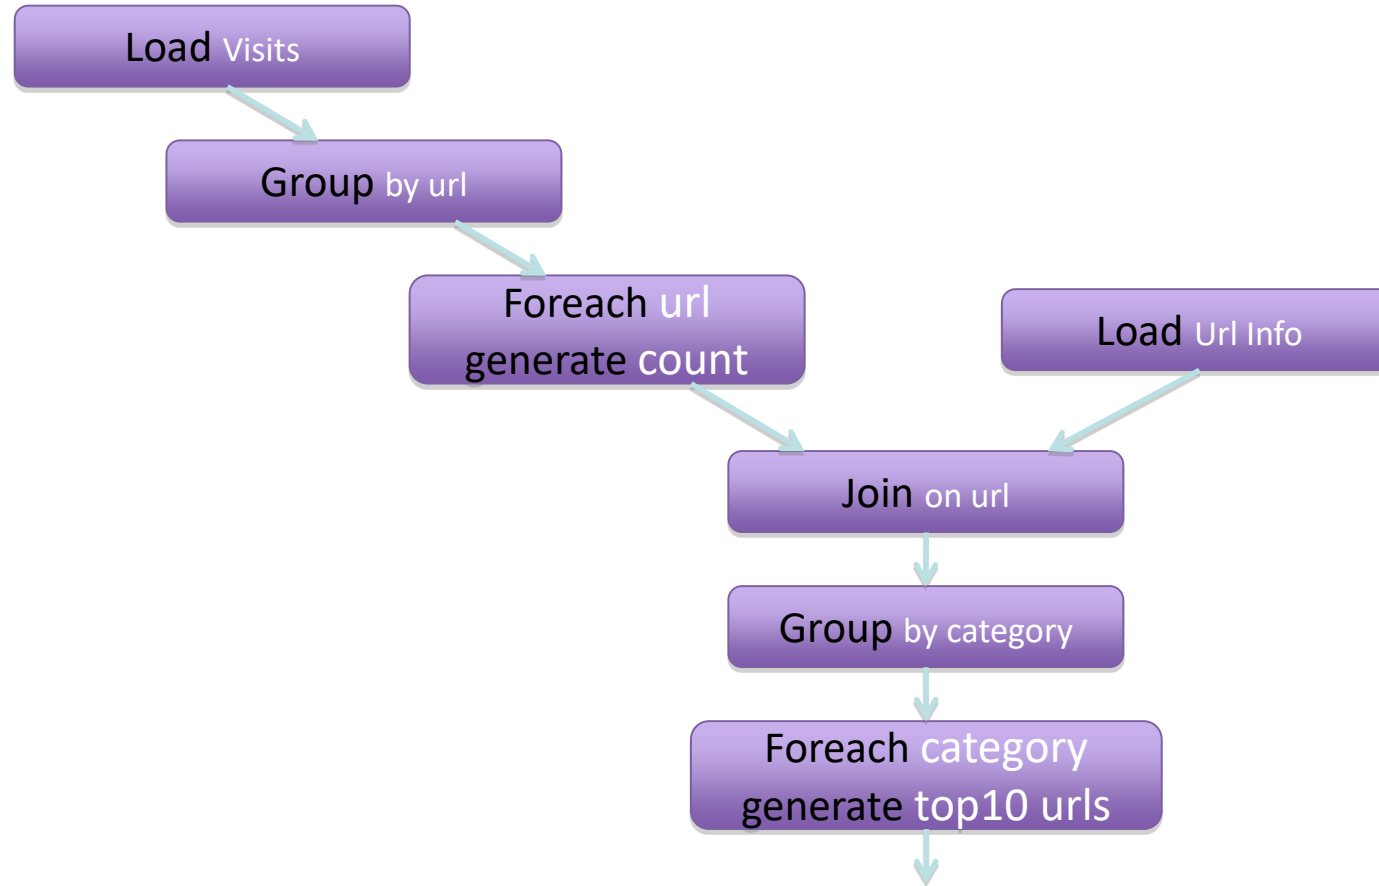 Load Visits
Group by url
Foreach url
generate count
Load Url Info
Join on url
Group by category
Foreach category
generate top10 urls